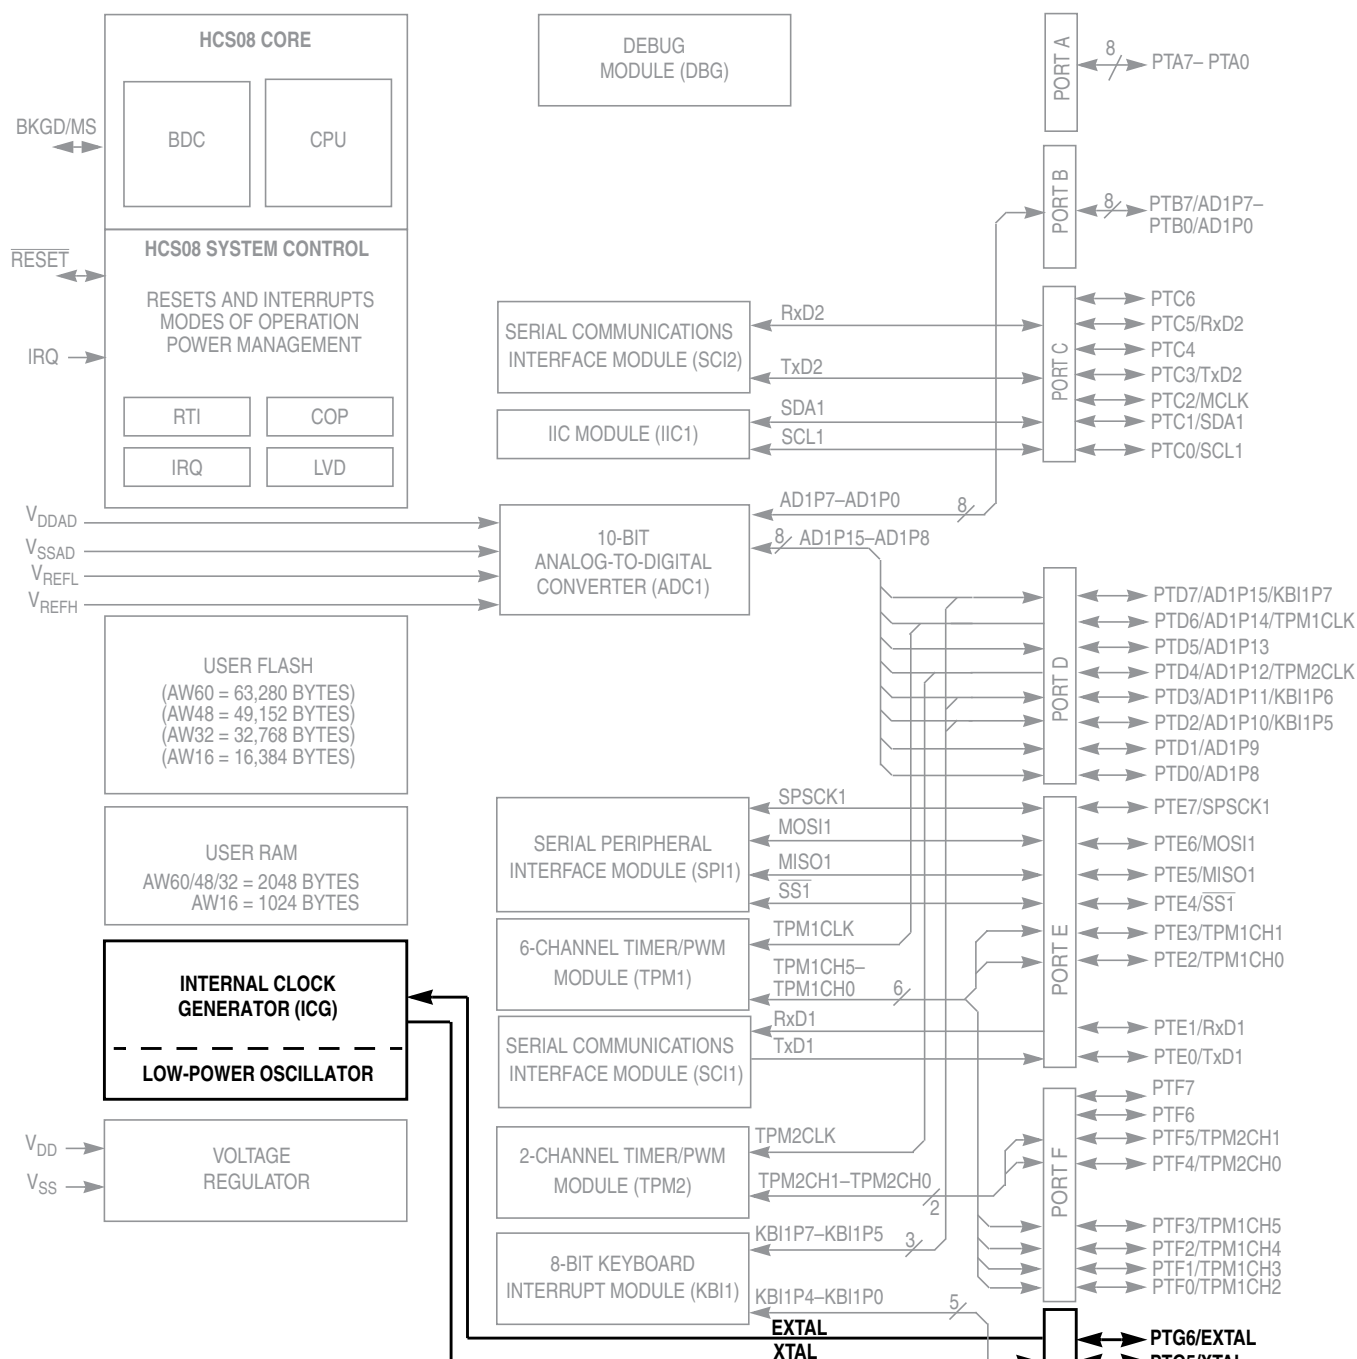 HCS08 CORE
BDC
CPU
BKGD/MS
HCS08 SYSTEM CONTROL
RESET
RESETS AND INTERRUPTS
MODES OF OPERATION
POWER MANAGEMENT
IRQ
RTI
COP
IRQ
LVD
VDDAD
VSSAD
VREFL
VREFH
USER FLASH
(AW60 = 63,280 BYTES)
(AW48 = 49,152 BYTES)
(AW32 = 32,768 BYTES)
(AW16 = 16,384 BYTES)
USER RAM
AW60/48/32 = 2048 BYTES
AW16 = 1024 BYTES
INTERNAL CLOCK
GENERATOR (ICG)
LOW-POWER OSCILLATOR
VDD
VSS
VOLTAGE
REGULATOR
DEBUG
MODULE (DBG)
SERIAL COMMUNICATIONS
INTERFACE MODULE (SCI2)
RxD2
TxD2
IIC MODULE (IIC1)
SDA1
SCL1
10-BIT
ANALOG-TO-DIGITAL
CONVERTER (ADC1)
AD1P7–AD1P0
8
8
AD1P15–AD1P8
SERIAL PERIPHERAL
INTERFACE MODULE (SPI1)
SPSCK1
MOSI1
MISO1
SS1
6-CHANNEL TIMER/PWM
MODULE (TPM1)
TPM1CLK
TPM1CH5–
TPM1CH0
6
SERIAL COMMUNICATIONS
INTERFACE MODULE (SCI1)
RxD1
TxD1
2-CHANNEL TIMER/PWM
MODULE (TPM2)
TPM2CLK
TPM2CH1–TPM2CH0
2
8-BIT KEYBOARD
INTERRUPT MODULE (KBI1)
KBI1P7–KBI1P5
3
KBI1P4–KBI1P0
5
EXTAL
XTAL
PORT A
8
PTA7– PTA0
PORT B
8
PTB7/AD1P7–
PTB0/AD1P0
PORT C
PTC6
PTC5/RxD2
PTC4
PTC3/TxD2
PTC2/MCLK
PTC1/SDA1
PTC0/SCL1
PORT D
PTD7/AD1P15/KBI1P7
PTD6/AD1P14/TPM1CLK
PTD5/AD1P13
PTD4/AD1P12/TPM2CLK
PTD3/AD1P11/KBI1P6
PTD2/AD1P10/KBI1P5
PTD1/AD1P9
PTD0/AD1P8
PORT E
PTE7/SPSCK1
PTE6/MOSI1
PTE5/MISO1
PTE4/SS1
PTE3/TPM1CH1
PTE2/TPM1CH0
PTE1/RxD1
PTE0/TxD1
PORT F
PTF7
PTF6
PTF5/TPM2CH1
PTF4/TPM2CH0
PTF3/TPM1CH5
PTF2/TPM1CH4
PTF1/TPM1CH3
PTF0/TPM1CH2
PTG6/EXTAL
PTG5/XTAL